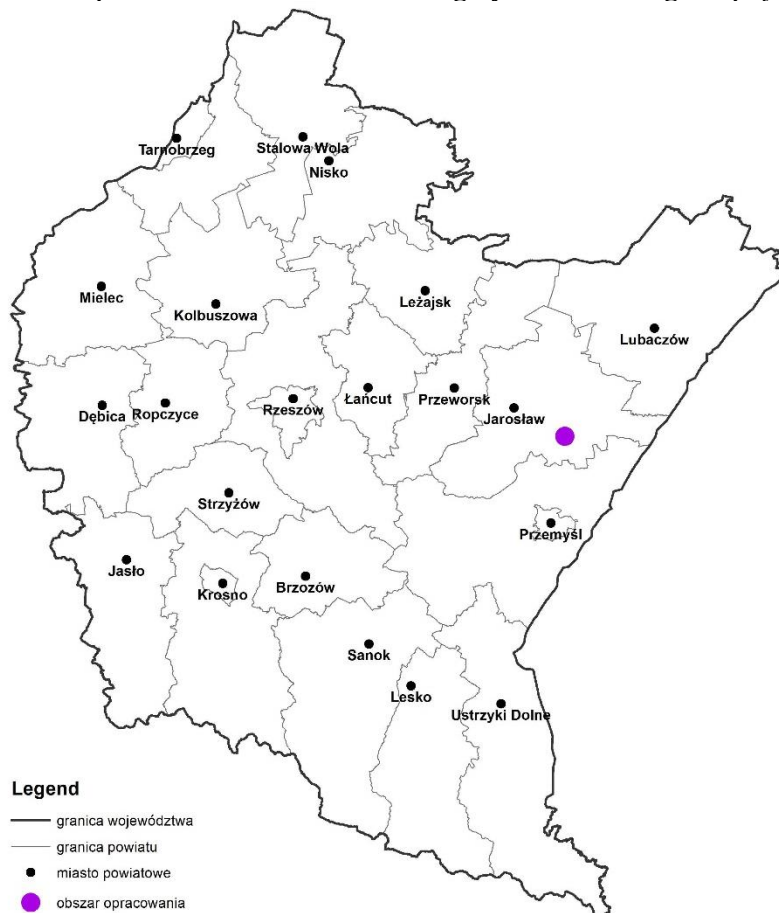 Tarnobrzeg
Stalowa Wola
Nisko
Mielec
Kolbuszowa
Leżajsk
Lubaczów
Dębica
Ropczyce
Rzeszów
Łańcut
Przeworsk
Jarosław
Strzyżów
Przemyśl
Jasło
Krosno
Brzozów
Sanok
Lesko
Ustrzyki Dolne
Legend
granica województwa
granica powiatu
miasto powiatowe
obszar opracowania